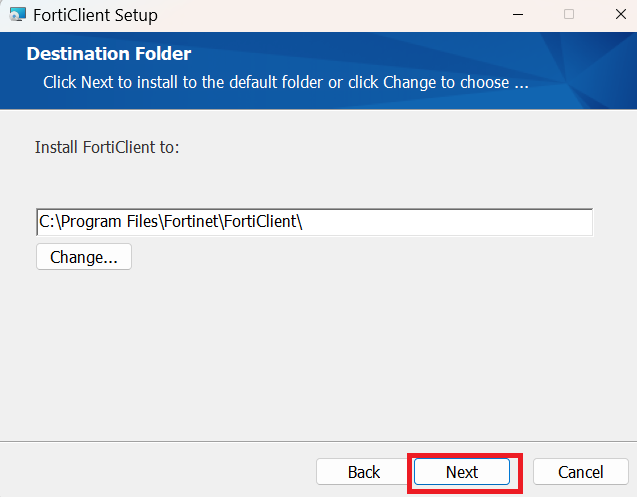 FortiClient Setup
Destination Folder
Click Next to install to the default folder or click Change to choose ...
Install FortiClient to:
C:\Program Files\Fortinet\FortiClient\
Change...
Back Next Cancel